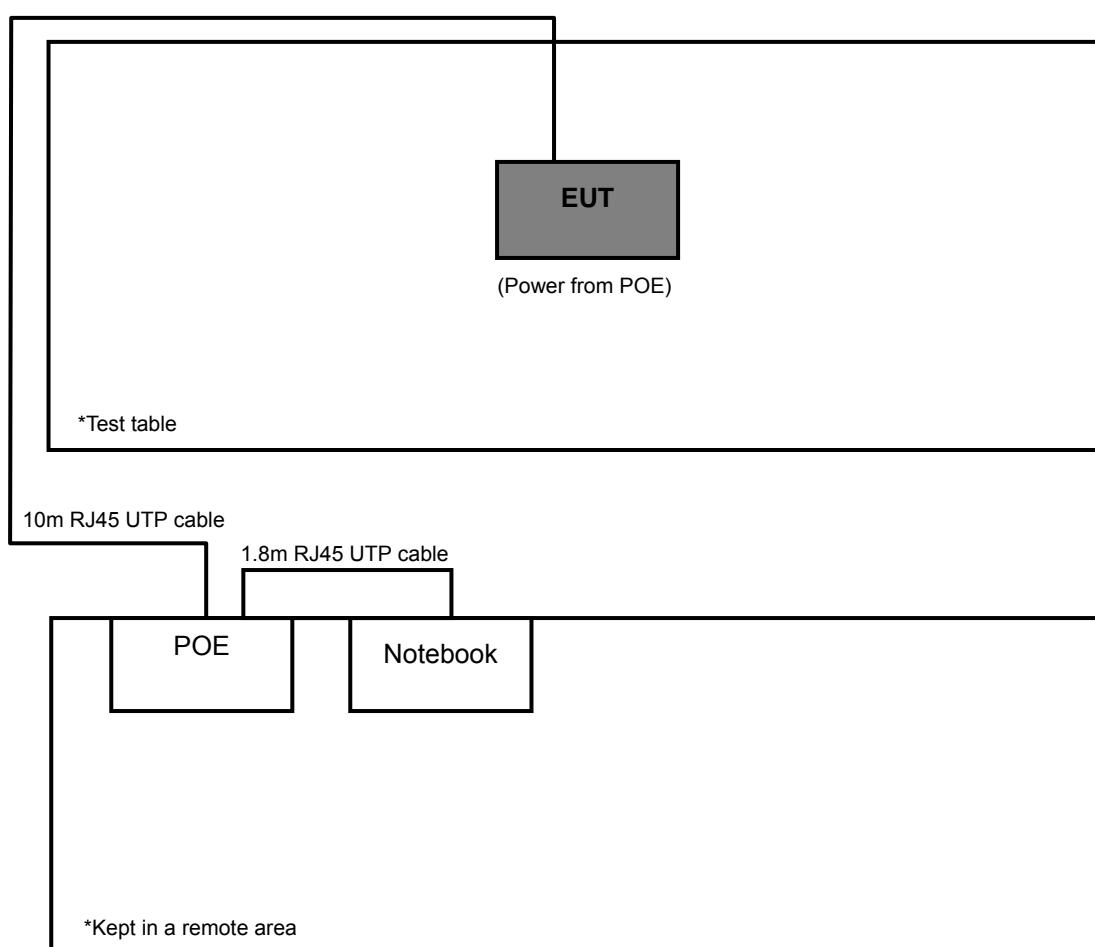 EUT
(Power from POE)
*Test table
10m RJ45 UTP cable
1.8m RJ45 UTP cable
POE
Notebook
*Kept in a remote area